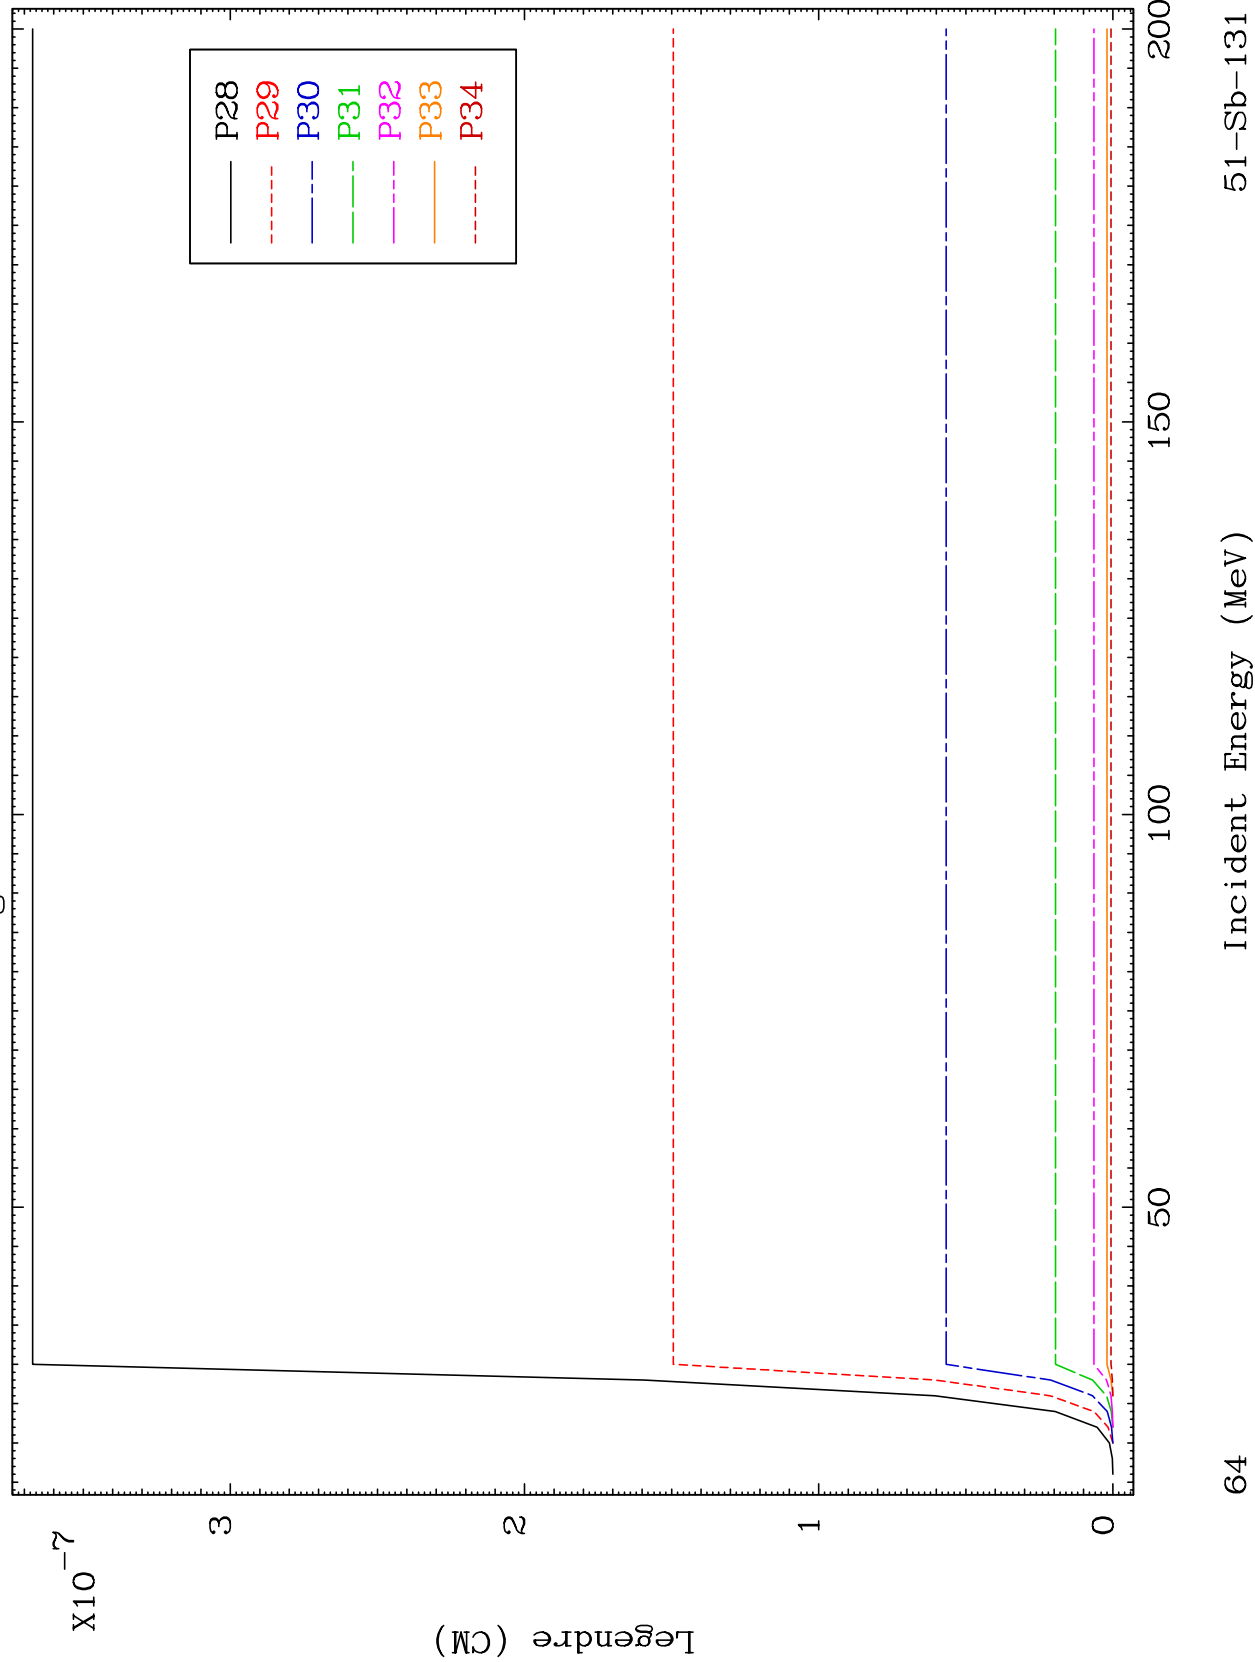 X10-7
3
2
1
0
Legendre (CM)
P28
P29
P30
P31
P32
P33
P34
50
100
150
200
Incident Energy (MeV)
64
51-Sb-131